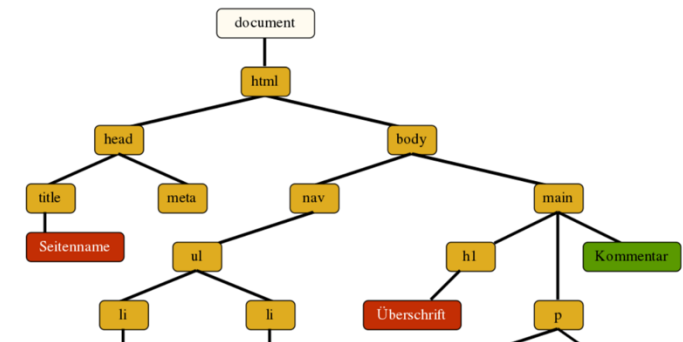 document
html
head
body
title
meta
nav
main
Seitenname
ul
h1
Kommentar
li
li
Überschrift
p